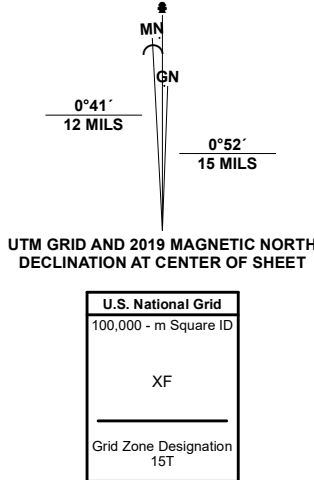 MN
GN
0°41´
12 MILS
0°52´
15 MILS
UTM GRID AND 2019 MAGNETIC NORTH
DECLINATION AT CENTER OF SHEET
U.S. National Grid
100,000 - m Square ID
XF
Grid Zone Designation
15T